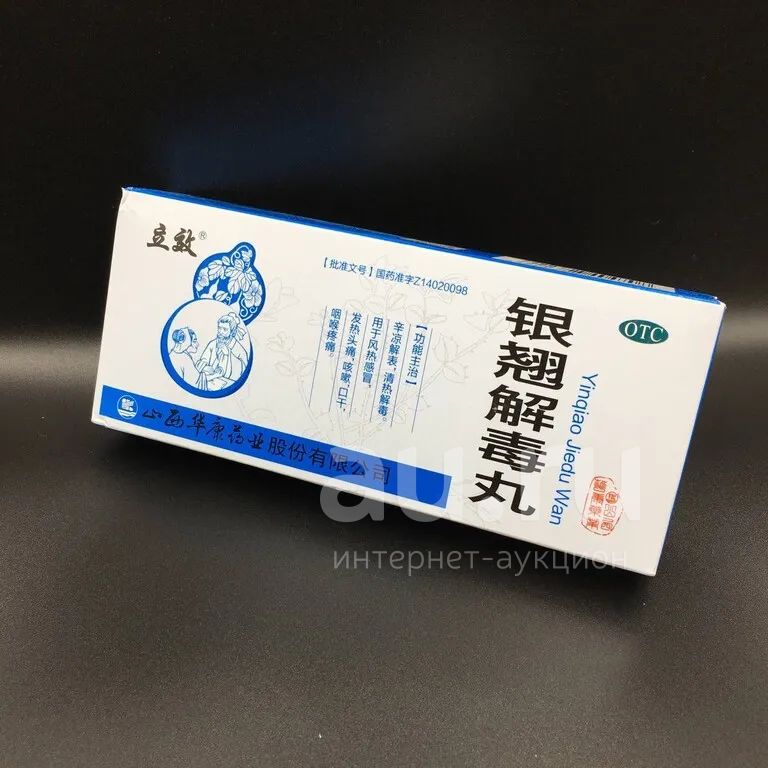 立效®
【批准文号】国药准字Z14020098
OTC
银翘解毒丸
Yinqiao Jiedu Wan
【功能主治】
辛凉解表，清热解毒。
用于风热感冒，
发热头痛，咳嗽，口干，
咽喉疼痛。
山西华康药业股份有限公司
au.ru
интернет-аукцион